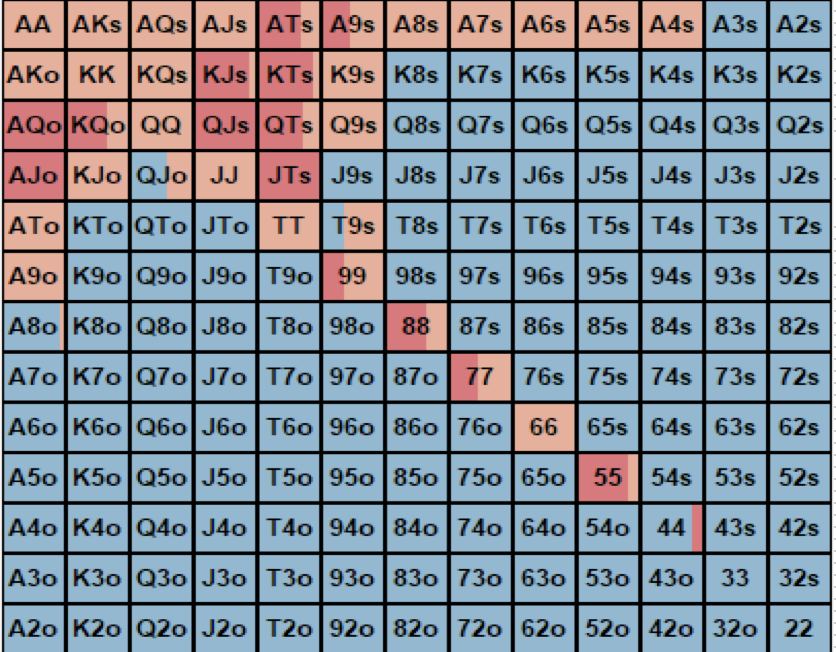 AA AKs AQs AJs ATs A9s A8s A7s A6s A5s A4s A3s A2s
AKo KK KQs KJs KTs K9s K8s K7s K6s K5s K4s K3s K2s
AQo KQo QQ QJs QTs Q9s Q8s Q7s Q6s Q5s Q4s Q3s Q2s
AJo KJo QJo JJ JTs J9s J8s J7s J6s J5s J4s J3s J2s
ATo KTo QTo JTo TT T9s T8s T7s T6s T5s T4s T3s T2s
A9o K9o Q9o J9o T9o 99 98s 97s 96s 95s 94s 93s 92s
A8o K8o Q8o J8o T8o 98o 88 87s 86s 85s 84s 83o 82s
A7o K7o Q7o J7o T7o 97o 87o 77 76s 75s 74s 73s 72s
A6o K6o Q6o J6o T6o 96o 86o 76o 66 65s 64s 63s 62s
A5o K5o Q5o J5o T5o 95o 85o 75o 65o 55 54s 53s 52s
A4o K4o Q4o J4o T4o 94o 84o 74o 64o 54o 44 43s 42s
A3o K3o Q3o J3o T3o 93o 83o 73o 63o 53o 43o 33 32s
A2o K2o Q2o J2o T2o 92o 82o 72o 62o 52o 42o 32o 22